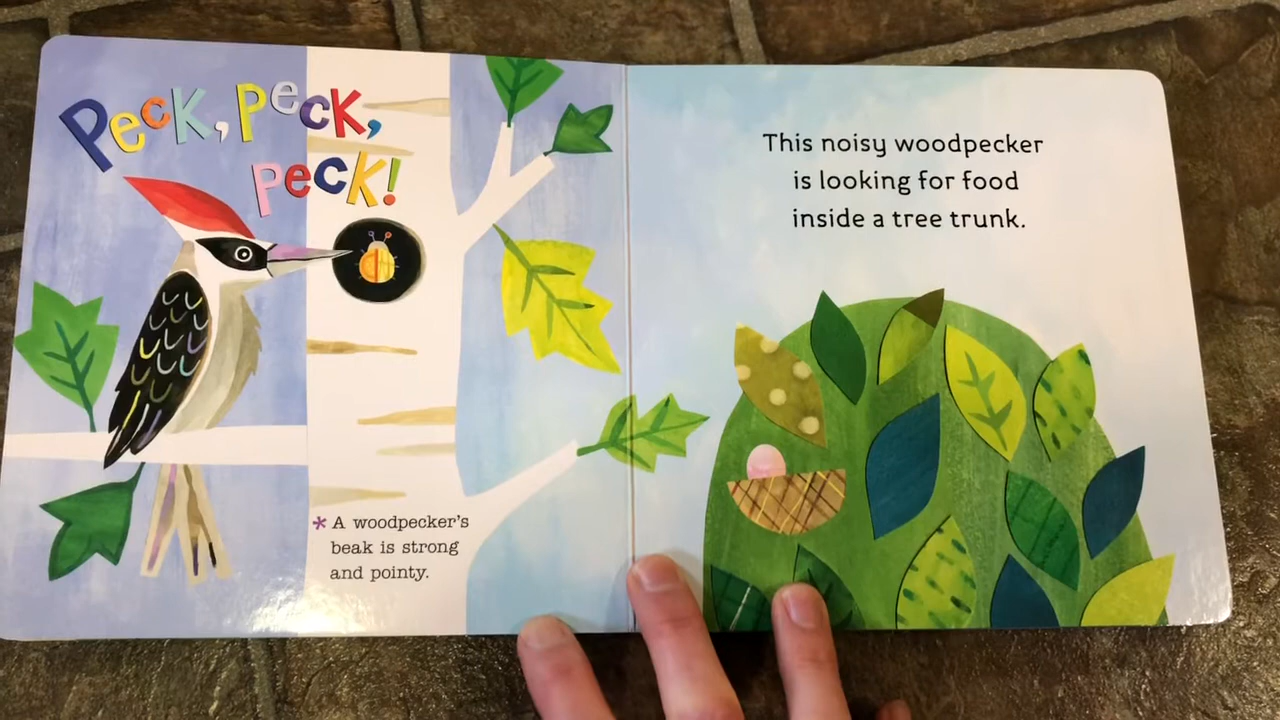 Peck, peck,
peck!
* A woodpecker's
beak is strong
and pointy.
This noisy woodpecker
is looking for food
inside a tree trunk.